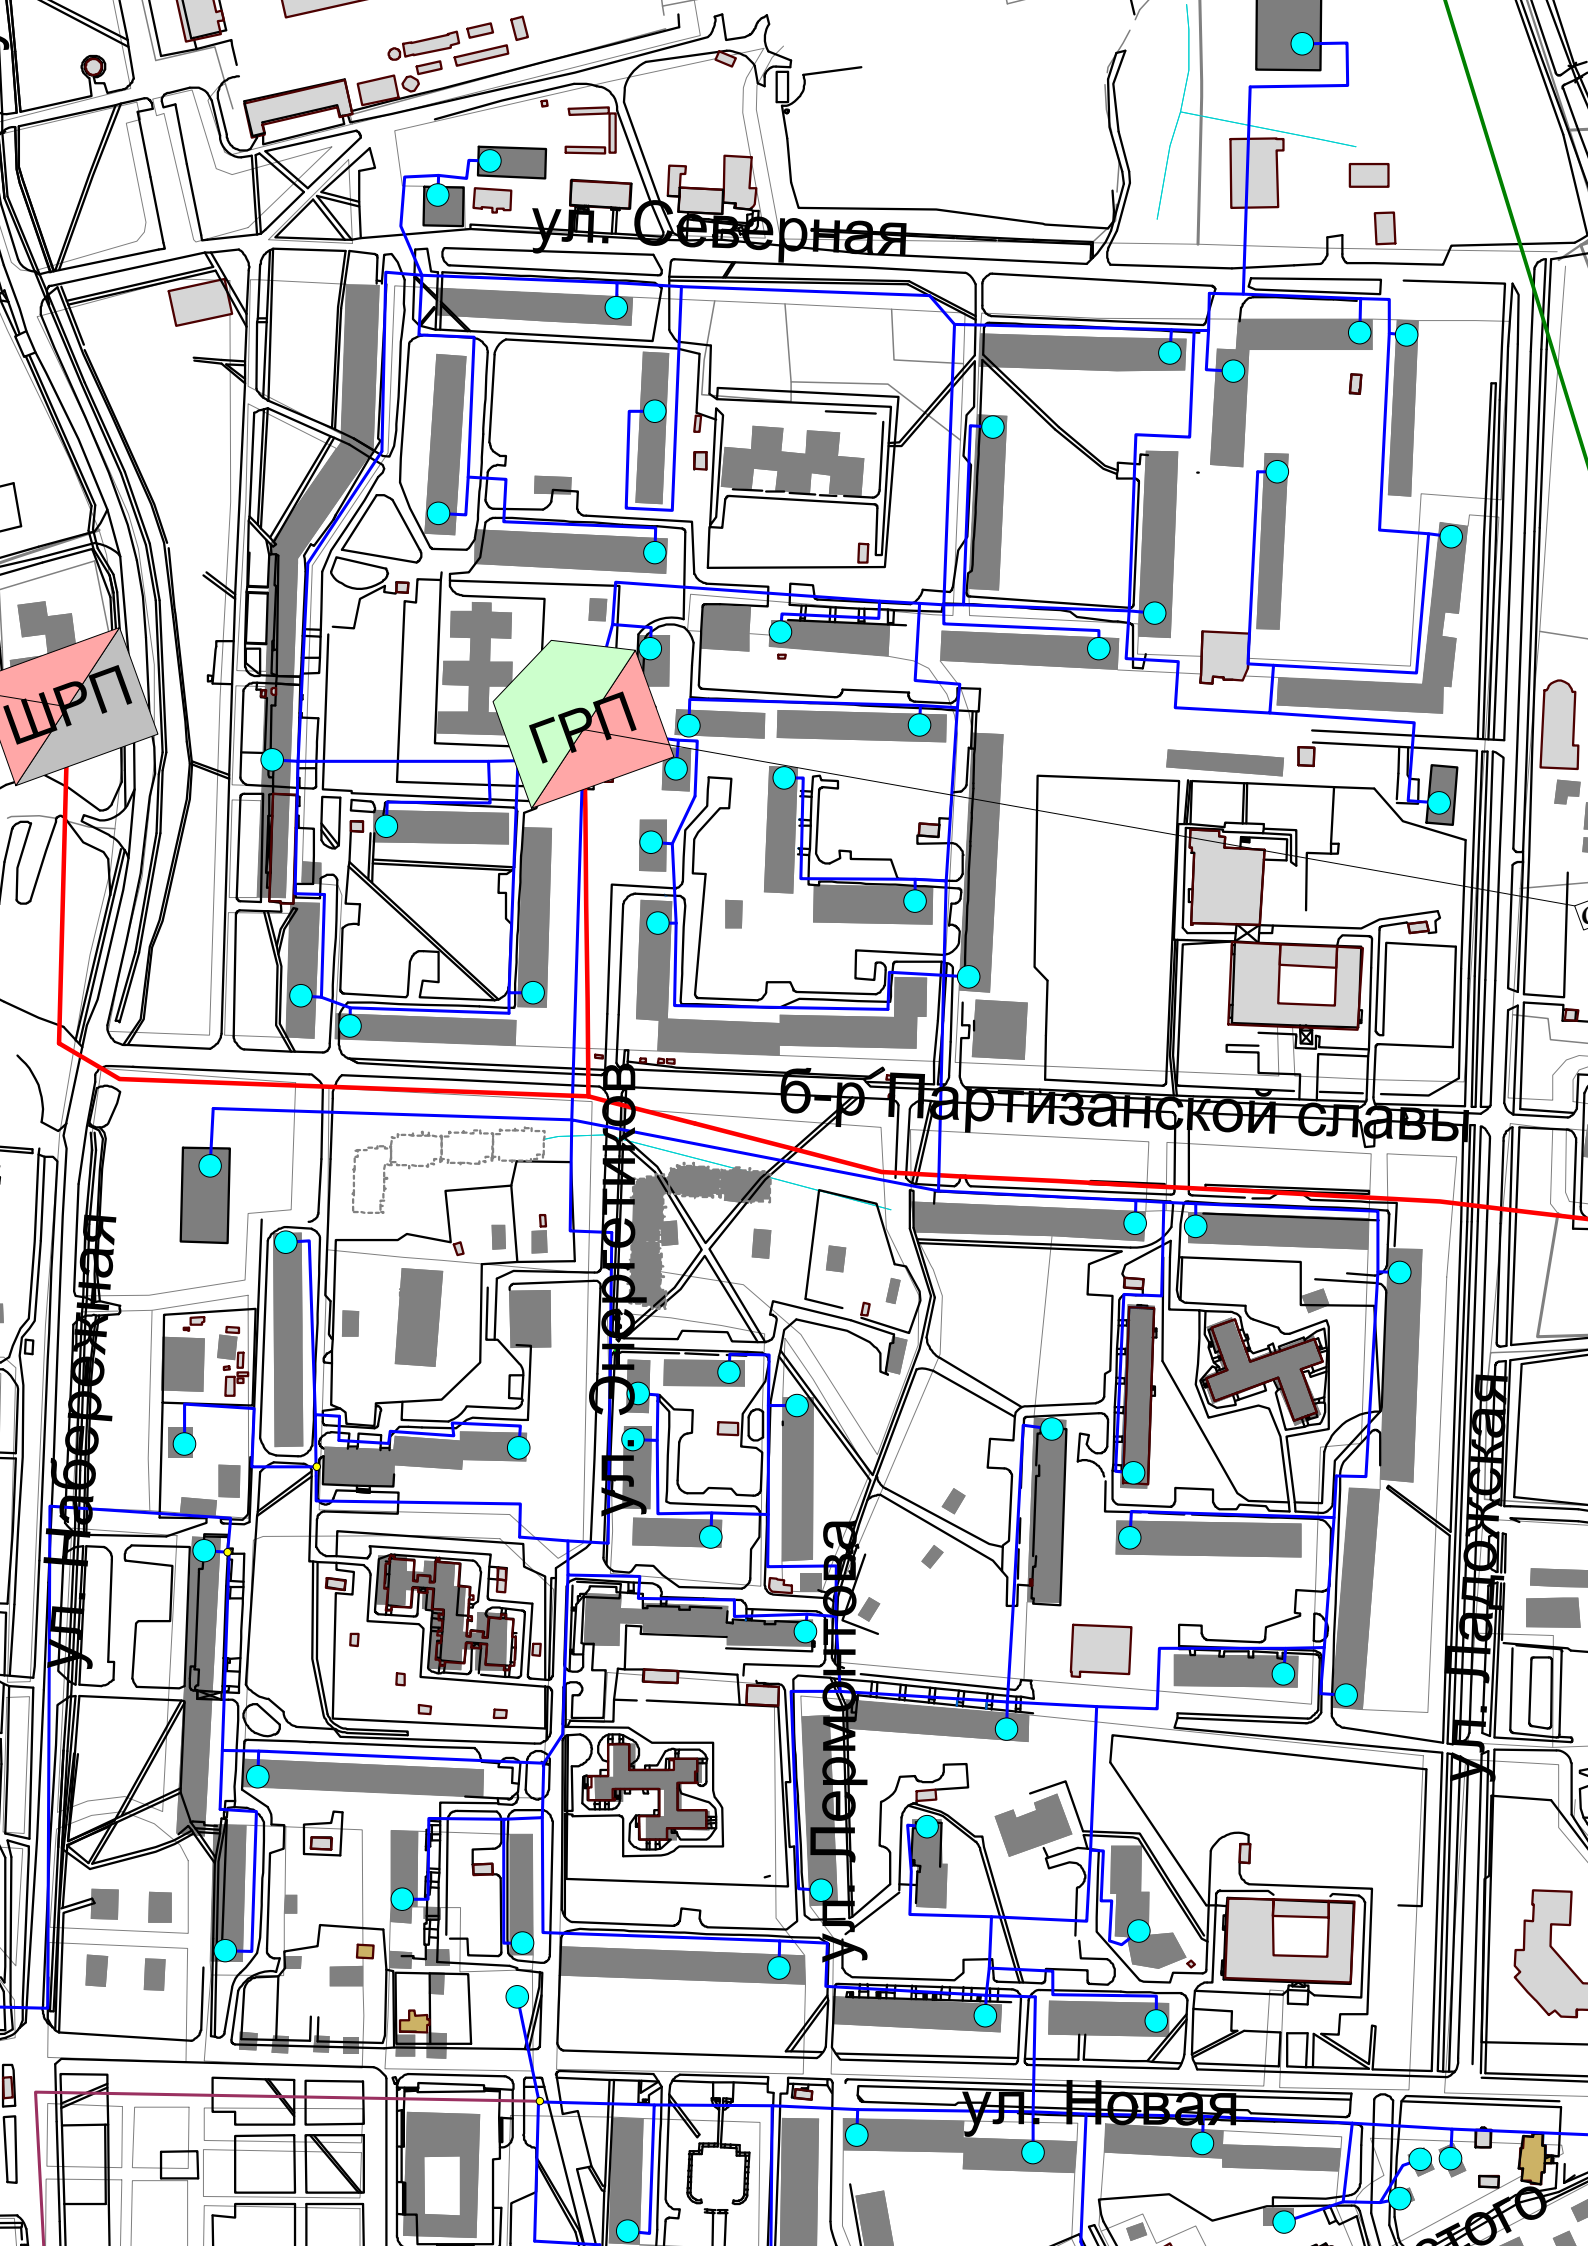 ул. Северная
ШРП
ГРП
б-р Партизанской славы
ул. Энергетиков
ул. Набережная
ул. Ладожская
ул. Лермонтова
ул. Новая